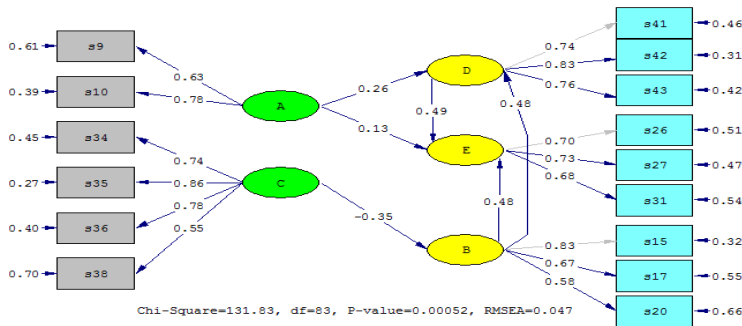 0.61 s9
0.39 s10
0.45 s34
0.27 s35
0.40 s36
0.70 s38
0.63
0.78
0.74
0.86
0.78
0.55
A
C
0.26
0.13
-0.35
D
0.49
E
0.48
0.48
B
0.74
0.83
0.76
0.70
0.73
0.68
0.83
0.67
0.58
s41 0.46
s42 0.31
s43 0.42
s26 0.51
s27 0.47
s31 0.54
s15 0.32
s17 0.55
s20 0.66
Chi-Square=131.83, df=83, P-value=0.00052, RMSEA=0.047